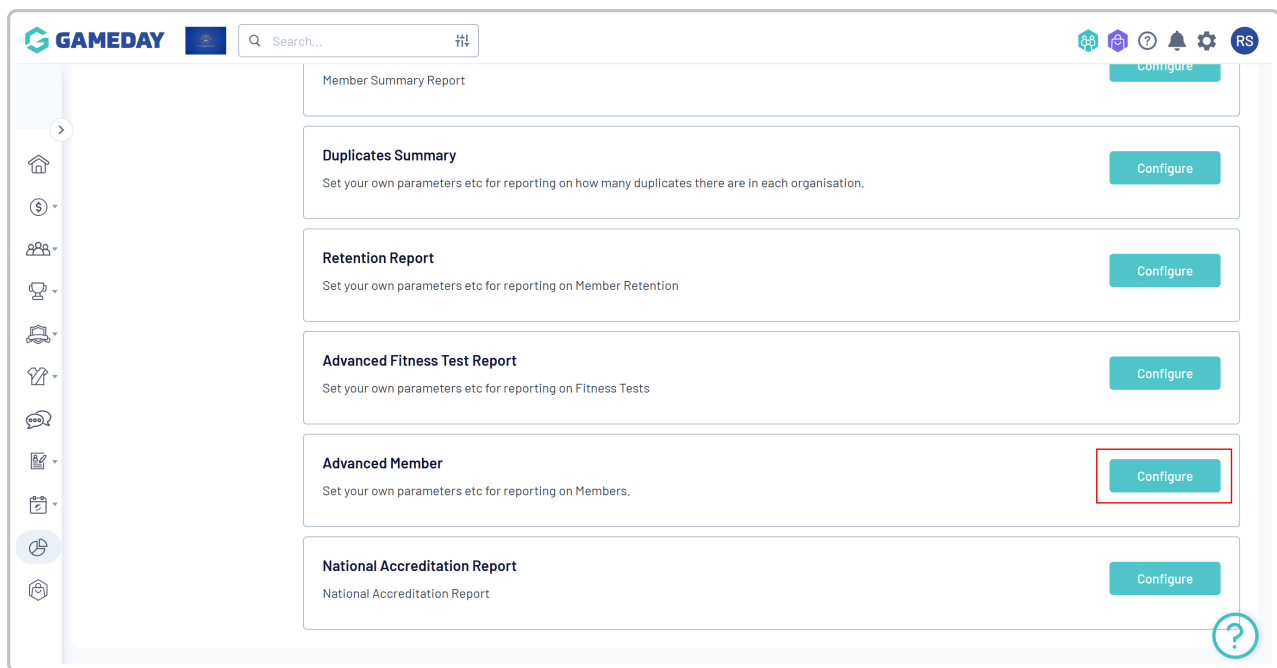 GAMEDAY
Search...
RS
Configure
Member Summary Report
Duplicates Summary
Configure
Set your own parameters etc for reporting on how many duplicates there are in each organisation.
Retention Report
Configure
Set your own parameters etc for reporting on Member Retention
Advanced Fitness Test Report
Configure
Set your own parameters etc for reporting on Fitness Tests
Advanced Member
Configure
Set your own parameters etc for reporting on Members.
National Accreditation Report
Configure
National Accreditation Report